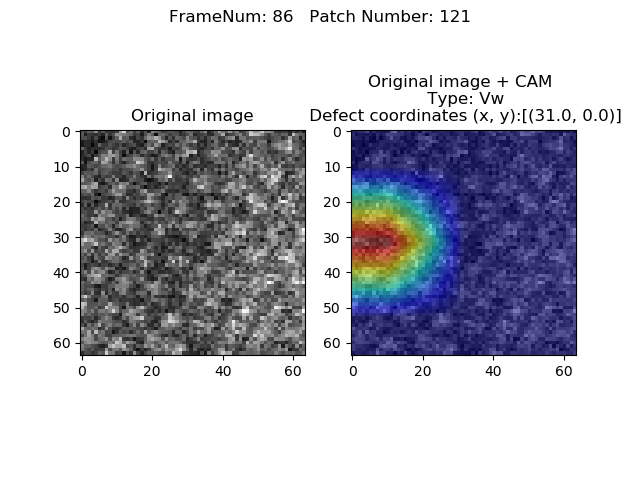 FrameNum: 86   Patch Number: 121
Original image
Original image + CAM
Type: Vw
Defect coordinates (x, y):[(31.0, 0.0)]
0
10
20
30
40
50
60
0 20 40 60
0
10
20
30
40
50
60
0 20 40 60